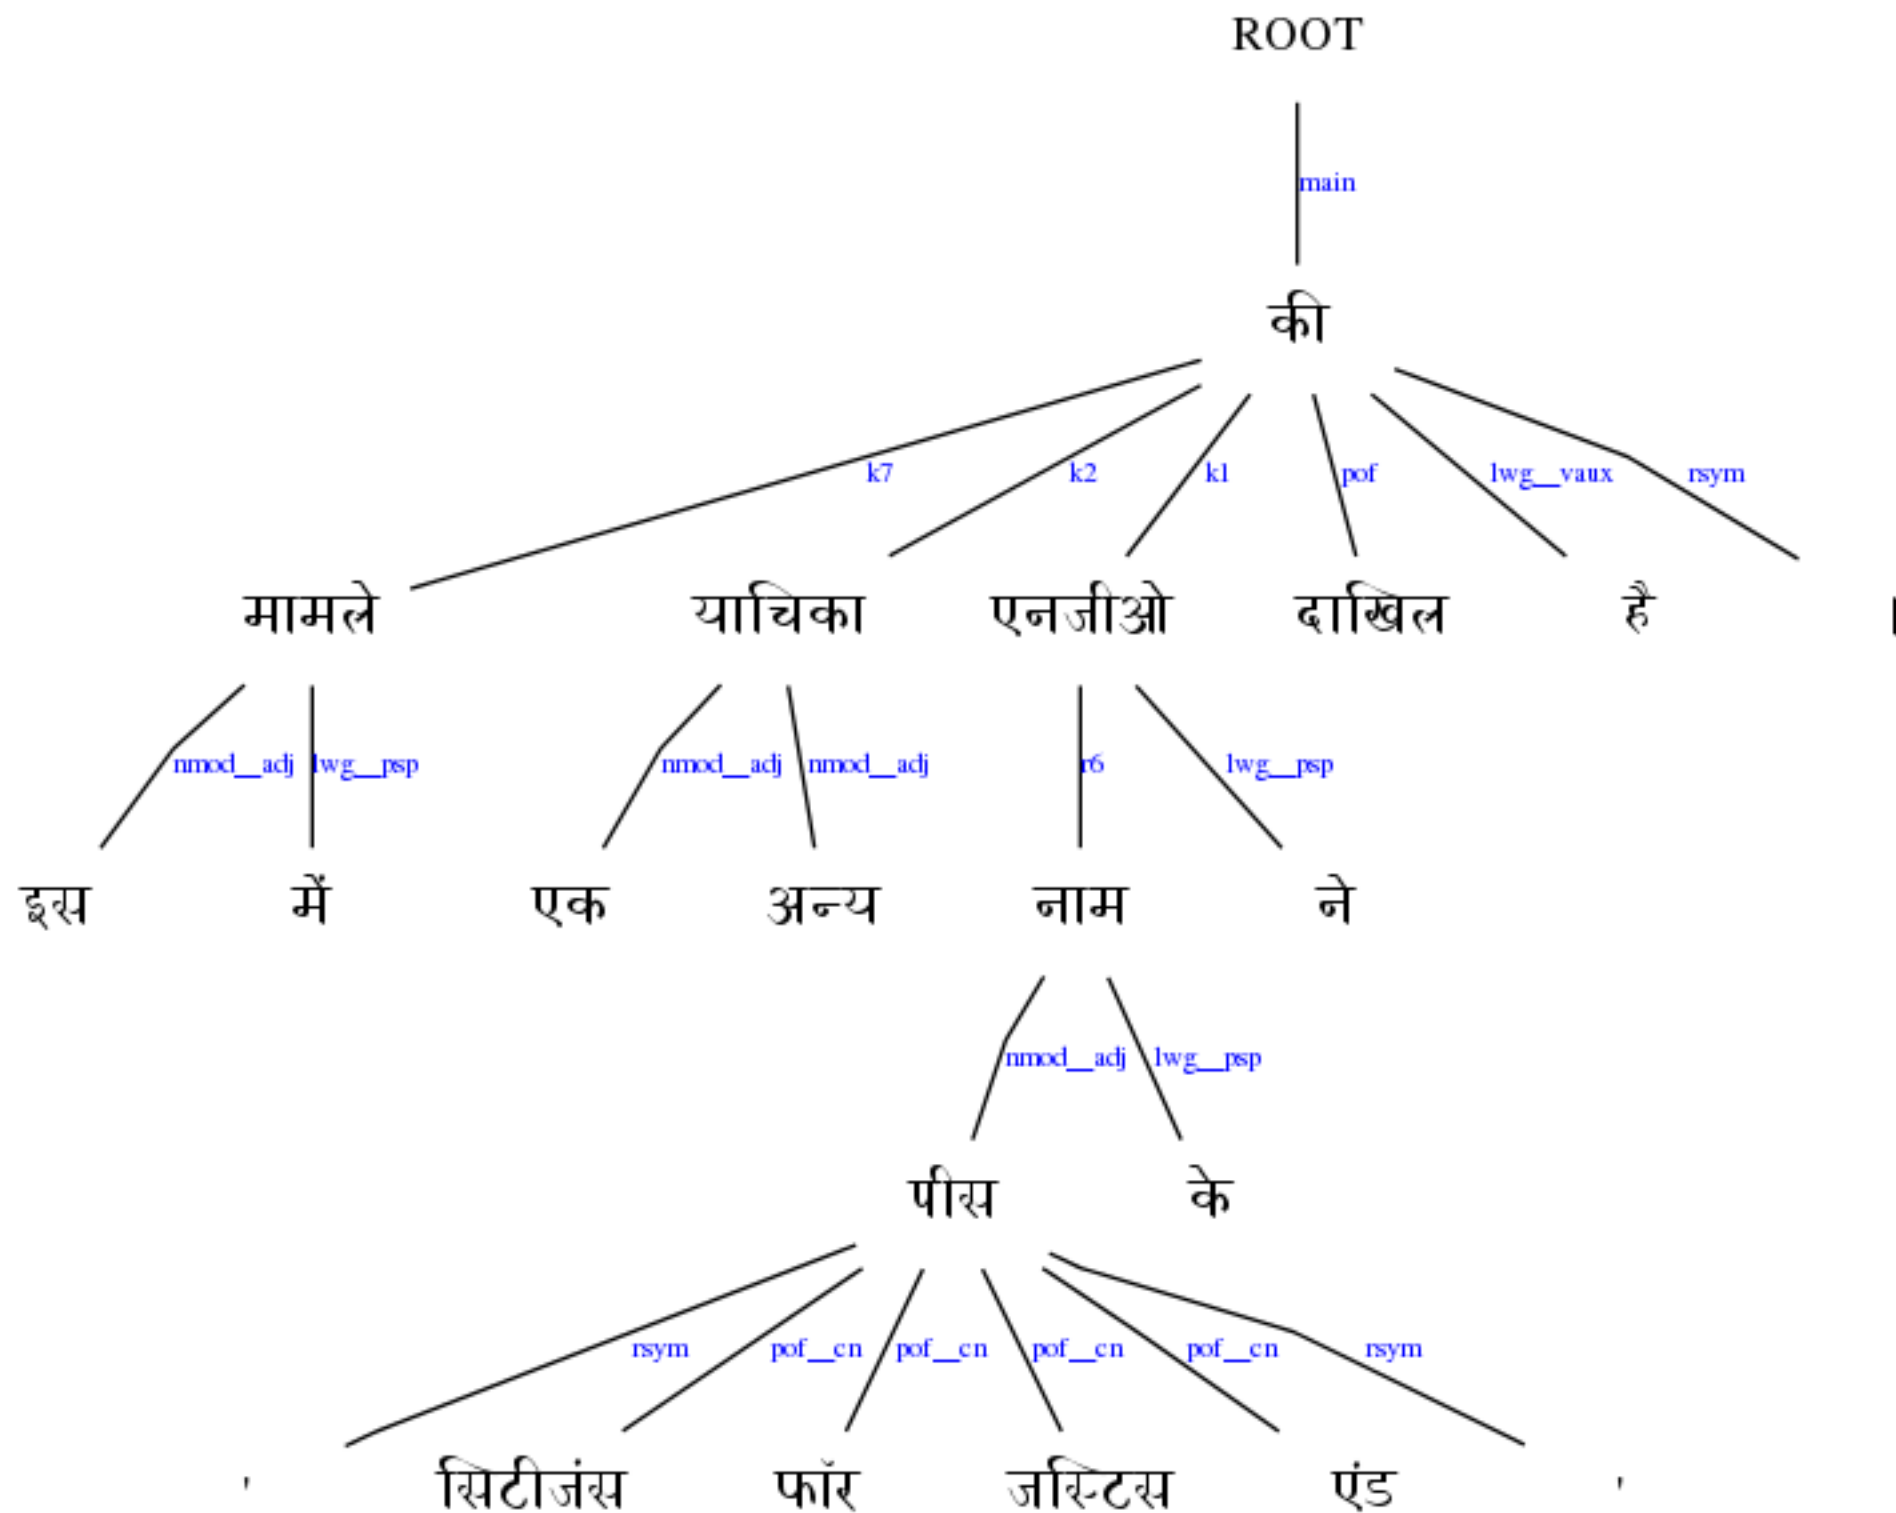 ROOT
main
की
k7 k2 k1 pof lwg__vaux rsym
मामले याचिका एनजीओ दाखिल है ।
nmod__adj lwg__psp nmod__adj nmod__adj r6 lwg__psp
इस में एक अन्य नाम ने
nmod__adj lwg__psp
पीस के
rsym pof__cn pof__cn pof__cn pof__cn rsym
' सिटीजंस फॉर जस्टिस एंड '